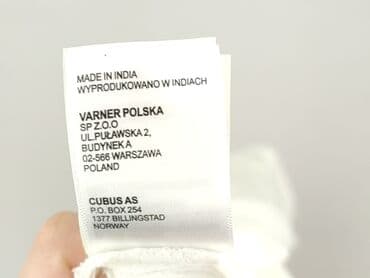 MADE IN INDIA
WYPRODUKOWANO W INDIACH
VARNER POLSKA
SP Z.O.O
UL.PUŁAWSKA 2,
BUDYNEK A
02-566 WARSZAWA
POLAND
CUBUS AS
P.O. BOX 254
1377 BILLINGSTAD
NORWAY